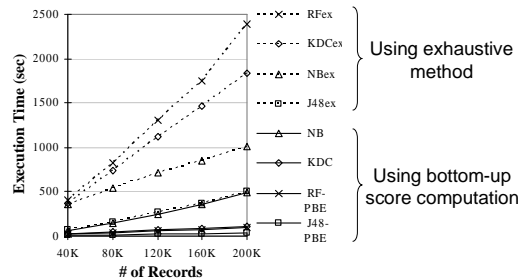 2500
2000
1500
1000
500
0
40K 80K 120K 160K 200K
Execution Time (sec)
# of Records
RFex
KDCex
NBex
J48ex
NB
KDC
RF-
PBE
J48-
PBE
Using exhaustive
method
Using bottom-up
score computation